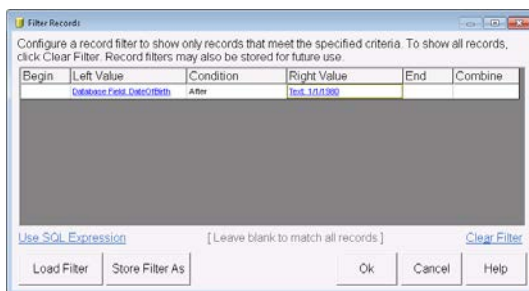 Filter Records
Configure a record filter to show only records that meet the specified criteria. To show all records,
click Clear Filter. Record filters may also be stored for future use.
Begin Left Value Condition Right Value End Combine
Database Field: DateOfBirth After Text: 1/1/1980
Use SQL Expression [ Leave blank to match all records ] Clear Filter
Load Filter Store Filter As Ok Cancel Help